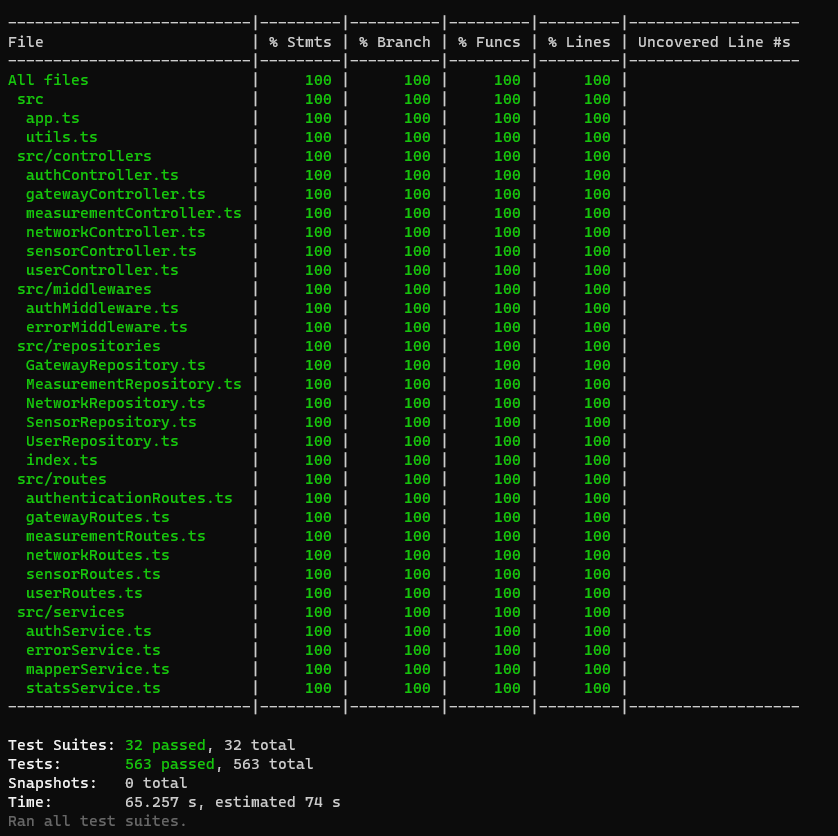 ---------------------------|---------|----------|---------|---------|-------------------
File                       | % Stmts | % Branch | % Funcs | % Lines | Uncovered Line #s
---------------------------|---------|----------|---------|---------|-------------------
All files                  |     100 |      100 |     100 |     100 |
 src                       |     100 |      100 |     100 |     100 |
  app.ts                   |     100 |      100 |     100 |     100 |
  utils.ts                 |     100 |      100 |     100 |     100 |
 src/controllers           |     100 |      100 |     100 |     100 |
  authController.ts        |     100 |      100 |     100 |     100 |
  gatewayController.ts     |     100 |      100 |     100 |     100 |
  measurementController.ts |     100 |      100 |     100 |     100 |
  networkController.ts     |     100 |      100 |     100 |     100 |
  sensorController.ts      |     100 |      100 |     100 |     100 |
  userController.ts        |     100 |      100 |     100 |     100 |
 src/middlewares           |     100 |      100 |     100 |     100 |
  authMiddleware.ts        |     100 |      100 |     100 |     100 |
  errorMiddleware.ts       |     100 |      100 |     100 |     100 |
 src/repositories          |     100 |      100 |     100 |     100 |
  GatewayRepository.ts     |     100 |      100 |     100 |     100 |
  MeasurementRepository.ts |     100 |      100 |     100 |     100 |
  NetworkRepository.ts     |     100 |      100 |     100 |     100 |
  SensorRepository.ts      |     100 |      100 |     100 |     100 |
  UserRepository.ts        |     100 |      100 |     100 |     100 |
  index.ts                 |     100 |      100 |     100 |     100 |
 src/routes                |     100 |      100 |     100 |     100 |
  authenticationRoutes.ts  |     100 |      100 |     100 |     100 |
  gatewayRoutes.ts         |     100 |      100 |     100 |     100 |
  measurementRoutes.ts     |     100 |      100 |     100 |     100 |
  networkRoutes.ts         |     100 |      100 |     100 |     100 |
  sensorRoutes.ts          |     100 |      100 |     100 |     100 |
  userRoutes.ts            |     100 |      100 |     100 |     100 |
 src/services              |     100 |      100 |     100 |     100 |
  authService.ts           |     100 |      100 |     100 |     100 |
  errorService.ts          |     100 |      100 |     100 |     100 |
  mapperService.ts         |     100 |      100 |     100 |     100 |
  statsService.ts          |     100 |      100 |     100 |     100 |
---------------------------|---------|----------|---------|---------|-------------------
Test Suites: 32 passed, 32 total
Tests:       563 passed, 563 total
Snapshots:   0 total
Time:        65.257 s, estimated 74 s
Ran all test suites.